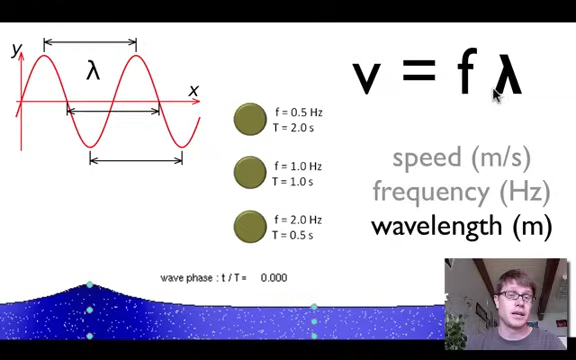 y
λ
x
v = f λ
f = 0.5 Hz
T = 2.0 s
f = 1.0 Hz
T = 1.0 s
f = 2.0 Hz
T = 0.5 s
speed (m/s)
frequency (Hz)
wavelength (m)
wave phase : t / T = 0.000